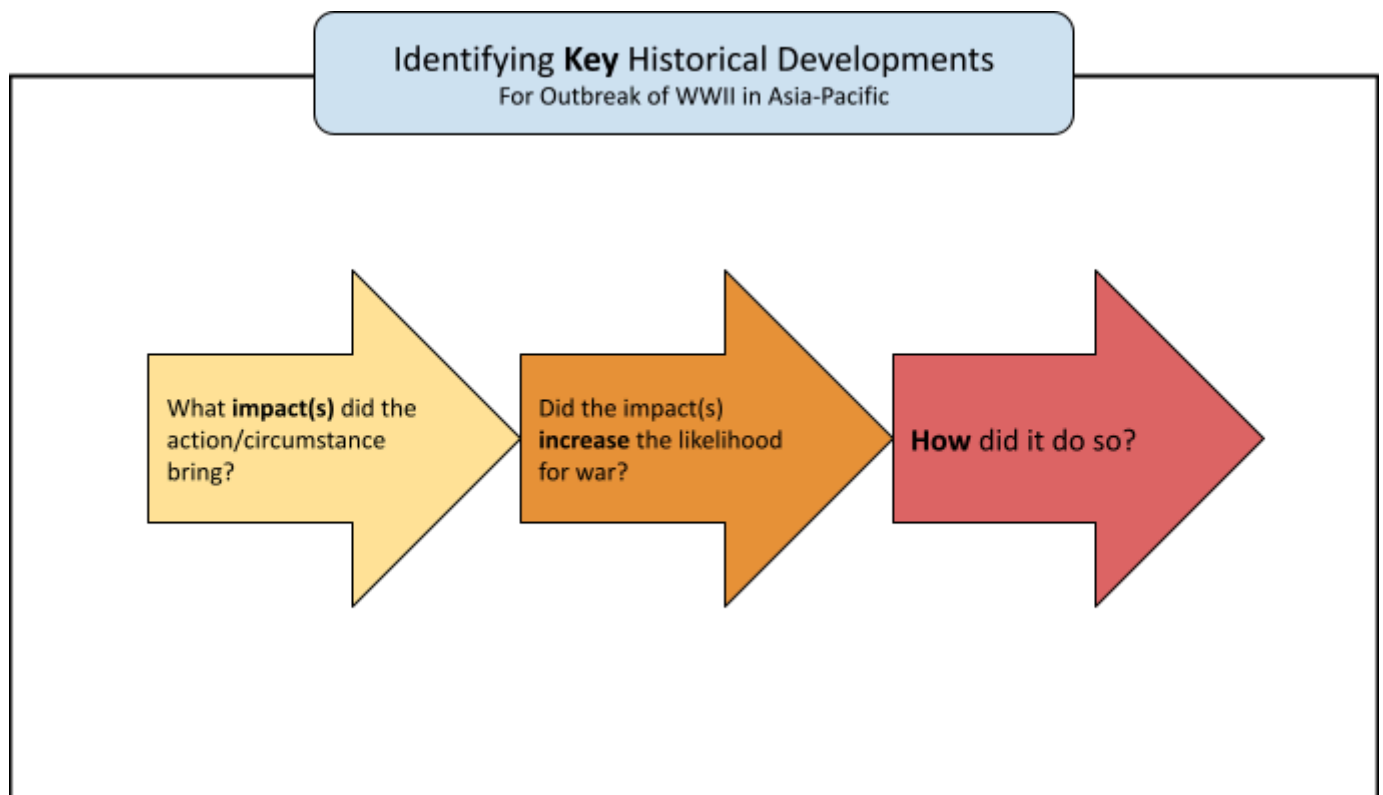 Identifying Key Historical Developments
For Outbreak of WWII in Asia-Pacific
What impact(s) did the
action/circumstance
bring?
Did the impact(s)
increase the likelihood
for war?
How did it do so?